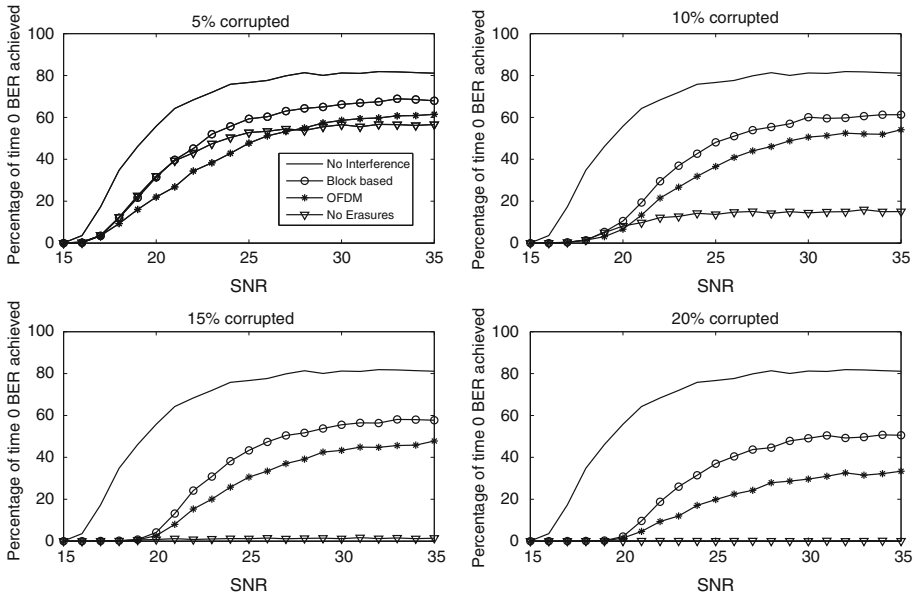 5% corrupted
Percentage of time 0 BER achieved
100
80
60
40
20
0
15
20
25
30
35
SNR
No Interference
Block based
OFDM
No Erasures
10% corrupted
Percentage of time 0 BER achieved
100
80
60
40
20
0
15
20
25
30
35
SNR
15% corrupted
Percentage of time 0 BER achieved
100
80
60
40
20
0
15
20
25
30
35
SNR
20% corrupted
Percentage of time 0 BER achieved
100
80
60
40
20
0
15
20
25
30
35
SNR